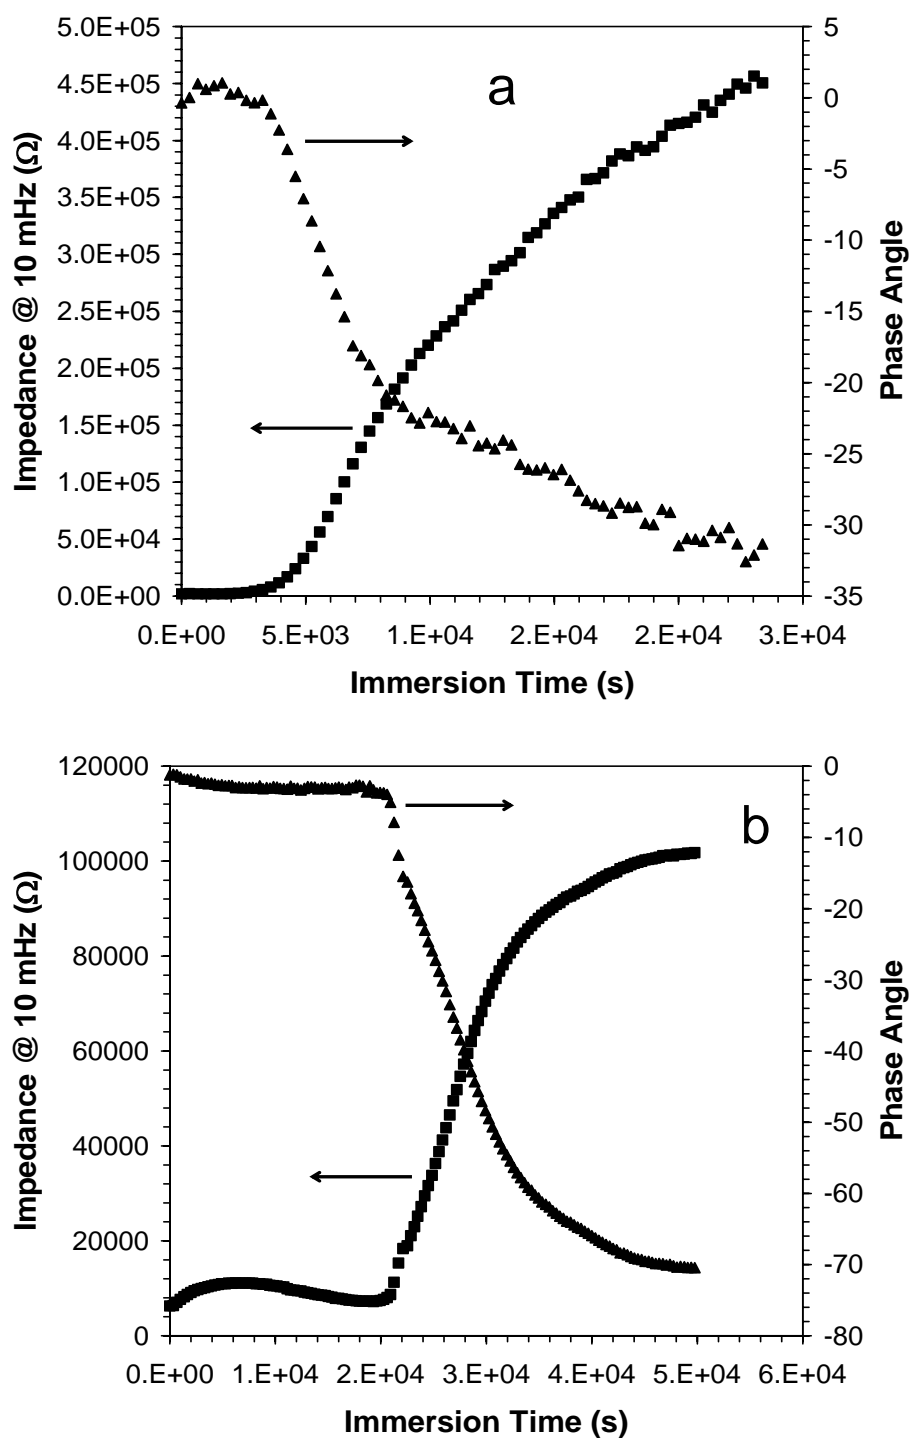 a
Impedance @ 10 mHz (Ω)
5.0E+05
4.5E+05
4.0E+05
3.5E+05
3.0E+05
2.5E+05
2.0E+05
1.5E+05
1.0E+05
5.0E+04
0.0E+00
5
0
-5
-10
-15
-20
-25
-30
-35
Phase Angle
0.E+00 5.E+03 1.E+04 2.E+04 2.E+04 3.E+04
Immersion Time (s)
b
Impedance @ 10 mHz (Ω)
120000
100000
80000
60000
40000
20000
0
0
-10
-20
-30
-40
-50
-60
-70
-80
Phase Angle
0.E+00 1.E+04 2.E+04 3.E+04 4.E+04 5.E+04 6.E+04
Immersion Time (s)